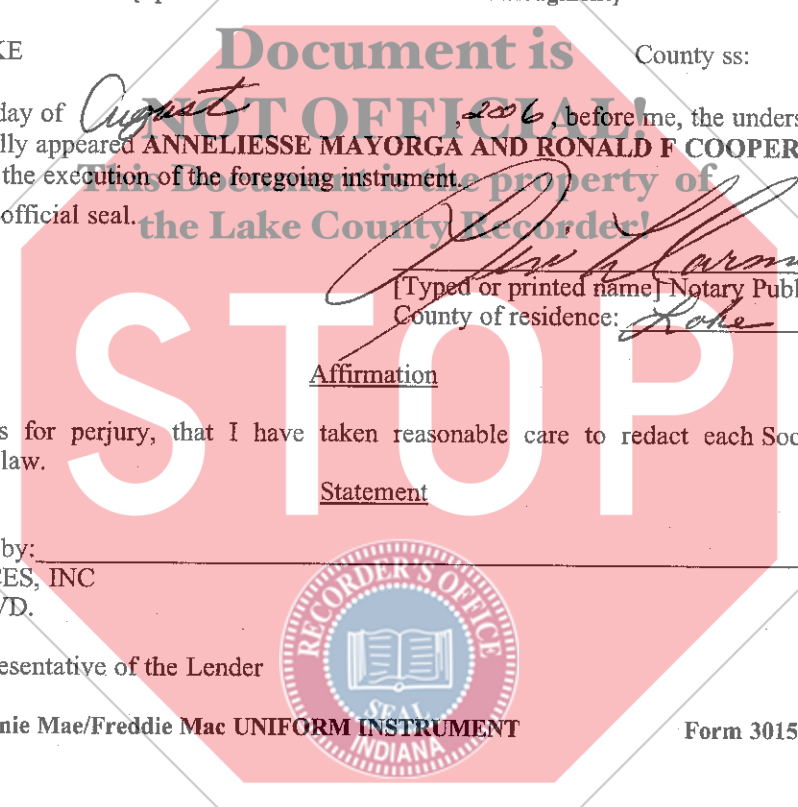 Document is
KE County ss:
day of August , 2006, before me, the unders
NOT OFFICIAL!
lly appeared ANNELIESSE MAYORGA AND RONALD F COOPER
the execution of the foregoing instrument.
This Document is the property of
official seal.
the Lake County Recorder!
[Typed or printed name] Notary Publ
County of residence: Lake
Affirmation
s for perjury, that I have taken reasonable care to redact each Soc
law.
Statement
STOP
by:
CES, INC
VD.
RECORDER'S OFFICE
esentative of the Lender
SEAL
nie Mae/Freddie Mac UNIFORM INSTRUMENT Form 3015
INDIANA